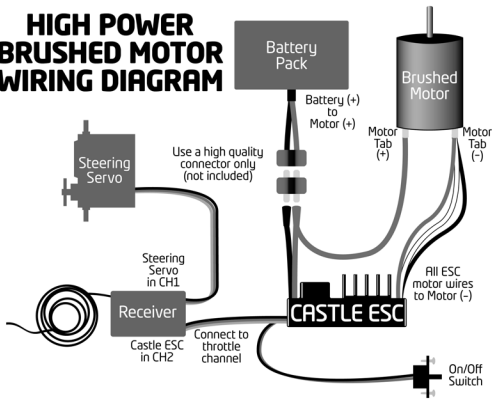 HIGH POWER
BRUSHED MOTOR
WIRING DIAGRAM
Battery
Pack
Brushed
Motor
Battery (+)
to
Motor (+)
Motor
Tab
(+)
Motor
Tab
(-)
Steering
Servo
Use a high quality
connector only
(not included)
Steering
Servo
in CH1
All ESC
motor wires
to Motor (-)
Receiver
CASTLE ESC
Castle ESC
in CH2
Connect to
throttle
channel
On/Off
Switch